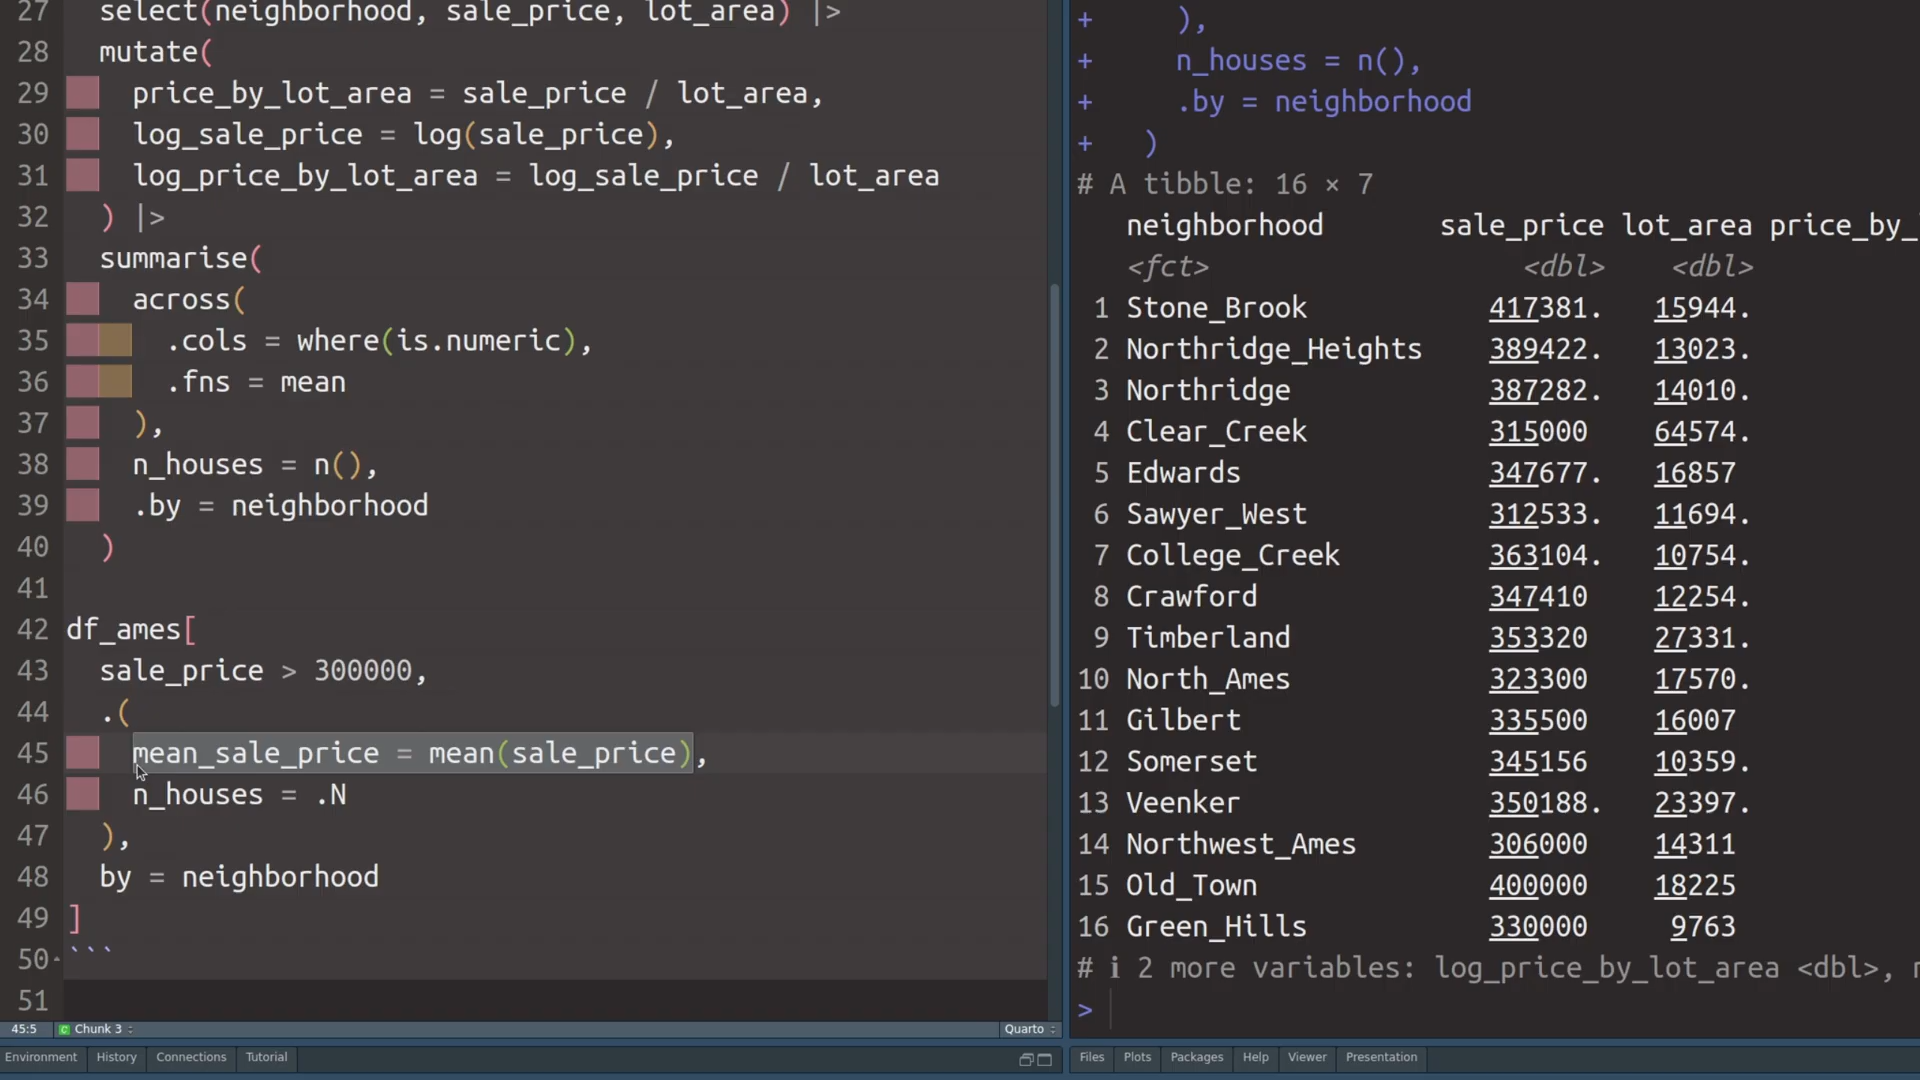 27 select(neighborhood, sale_price, lot_area) |>
28 mutate(
29 price_by_lot_area = sale_price / lot_area,
30 log_sale_price = log(sale_price),
31 log_price_by_lot_area = log_sale_price / lot_area
32 ) |>
33 summarise(
34 across(
35 .cols = where(is.numeric),
36 .fns = mean
37 ),
38 n_houses = n(),
39 .by = neighborhood
40 )
41
42 df_ames[
43 sale_price > 300000,
44 .(
45 mean_sale_price = mean(sale_price),
46 n_houses = .N
47 ),
48 by = neighborhood
49 ]
50 ```
51
45:5 Chunk 3 Quarto
Environment History Connections Tutorial
+ ),
+ n_houses = n(),
+ .by = neighborhood
+ )
# A tibble: 16 × 7
neighborhood sale_price lot_area price_by_
<fct> <dbl> <dbl>
1 Stone_Brook 417381. 15944.
2 Northridge_Heights 389422. 13023.
3 Northridge 387282. 14010.
4 Clear_Creek 315000 64574.
5 Edwards 347677. 16857
6 Sawyer_West 312533. 11694.
7 College_Creek 363104. 10754.
8 Crawford 347410 12254.
9 Timberland 353320 27331.
10 North_Ames 323300 17570.
11 Gilbert 335500 16007
12 Somerset 345156 10359.
13 Veenker 350188. 23397.
14 Northwest_Ames 306000 14311
15 Old_Town 400000 18225
16 Green_Hills 330000 9763
# ℹ 2 more variables: log_price_by_lot_area <dbl>,
>
Files Plots Packages Help Viewer Presentation